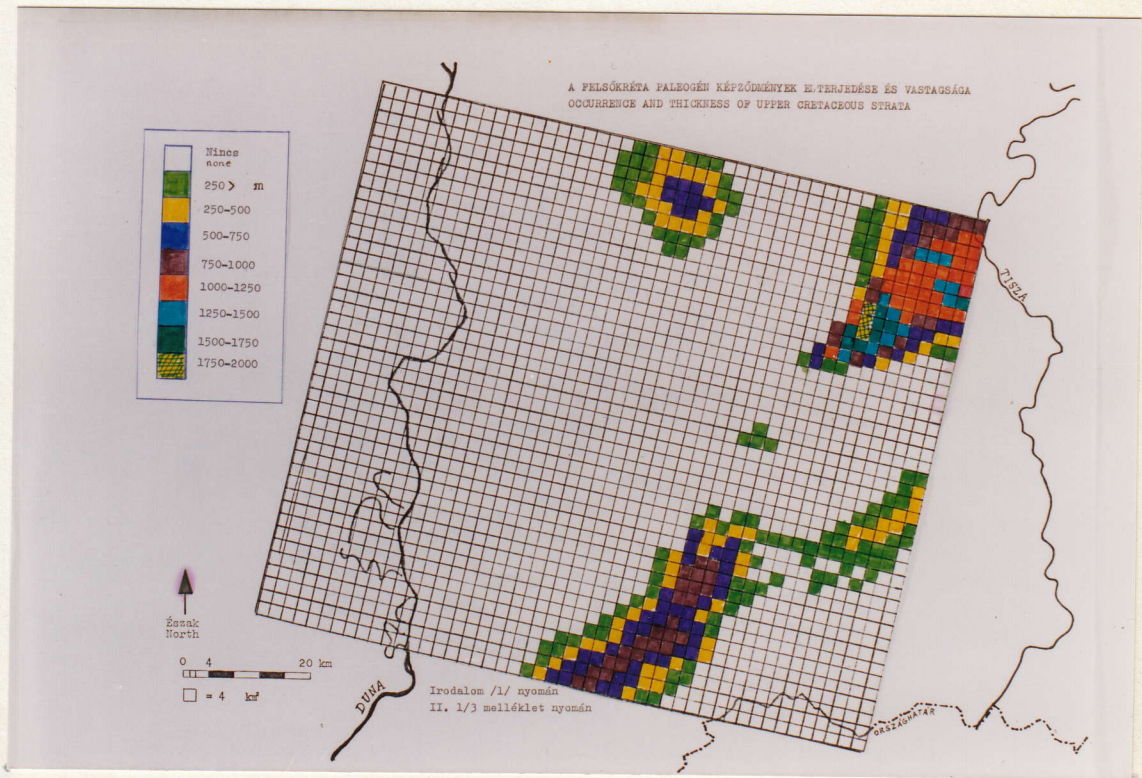 A FELSŐKRÉTA PALEOGÉN KÉPZŐDMÉNYEK ELTERJEDÉSE ÉS VASTAGSÁGA
OCCURRENCE AND THICKNESS OF UPPER CRETACEOUS STRATA
Nincs
none
250 > m
250-500
500-750
750-1000
1000-1250
1250-1500
1500-1750
1750-2000
TISZA
Észak
North
0 4 20 km
= 4 km²
DUNA
Irodalom /1/ nyomán
II. 1/3 melléklet nyomán
ORSZÁGHATÁR